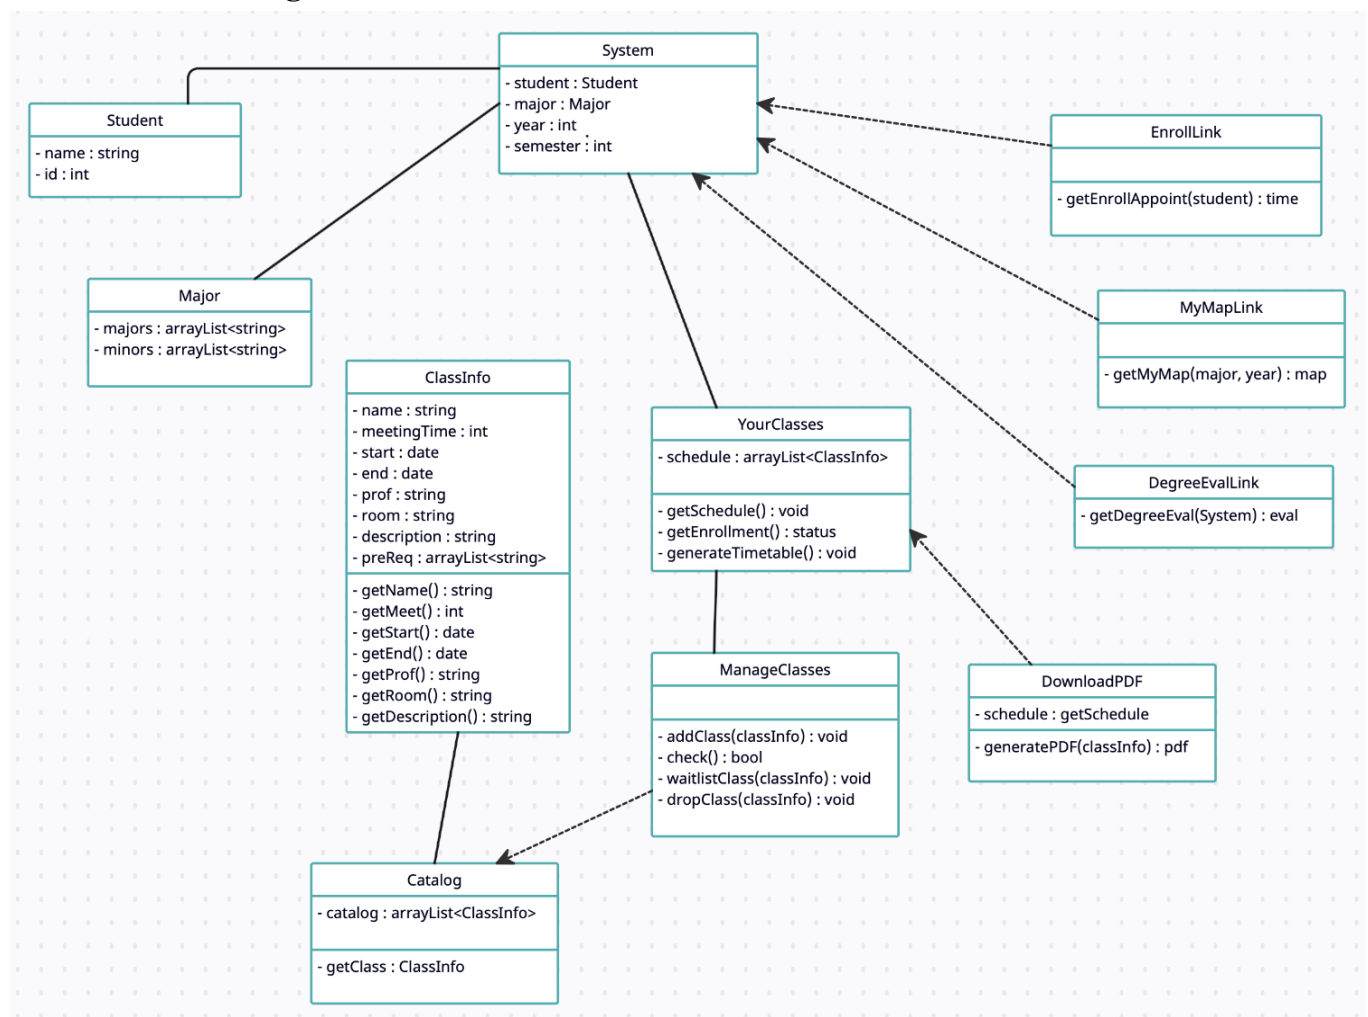 System
- student : Student
- major : Major
- year : int
- semester : int
Student
- name : string
- id : int
EnrollLink
- getEnrollAppoint(student) : time
Major
- majors : arrayList<string>
- minors : arrayList<string>
MyMapLink
- getMyMap(major, year) : map
ClassInfo
- name : string
- meetingTime : int
- start : date
- end : date
- prof : string
- room : string
- description : string
- preReq : arrayList<string>
- getName() : string
- getMeet() : int
- getStart() : date
- getEnd() : date
- getProf() : string
- getRoom() : string
- getDescription() : string
YourClasses
- schedule : arrayList<ClassInfo>
- getSchedule() : void
- getEnrollment() : status
- generateTimetable() : void
DegreeEvalLink
- getDegreeEval(System) : eval
ManageClasses
- addClass(classInfo) : void
- check() : bool
- waitlistClass(classInfo) : void
- dropClass(classInfo) : void
DownloadPDF
- schedule : getSchedule
- generatePDF(classInfo) : pdf
Catalog
- catalog : arrayList<ClassInfo>
- getClass : ClassInfo